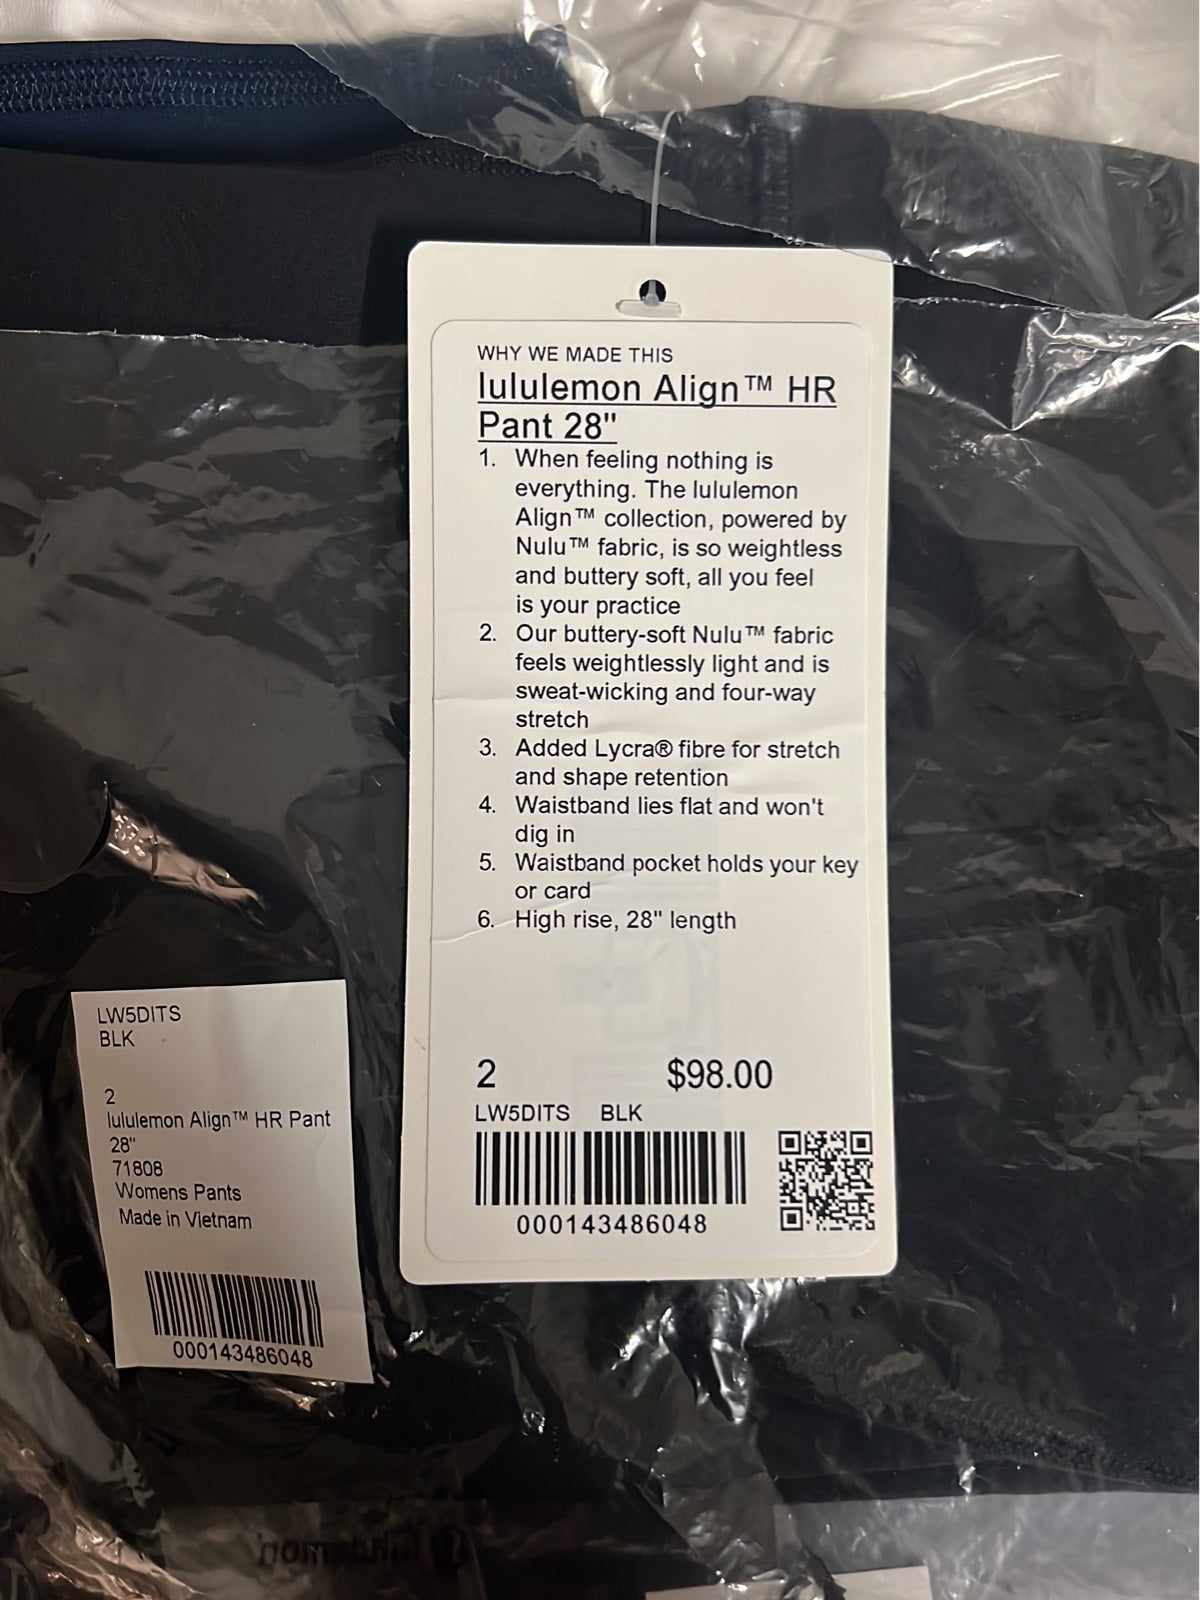 WHY WE MADE THIS
lululemon Align™ HR
Pant 28"
1. When feeling nothing is
everything. The lululemon
Align™ collection, powered by
Nulu™ fabric, is so weightless
and buttery soft, all you feel
is your practice
2. Our buttery-soft Nulu™ fabric
feels weightlessly light and is
sweat-wicking and four-way
stretch
3. Added Lycra® fibre for stretch
and shape retention
4. Waistband lies flat and won't
dig in
5. Waistband pocket holds your key
or card
6. High rise, 28" length
2 $98.00
LW5DITS BLK
000143486048
LW5DITS
BLK
2
lululemon Align™ HR Pant
28"
71808
Womens Pants
Made in Vietnam
000143486048
lululemon